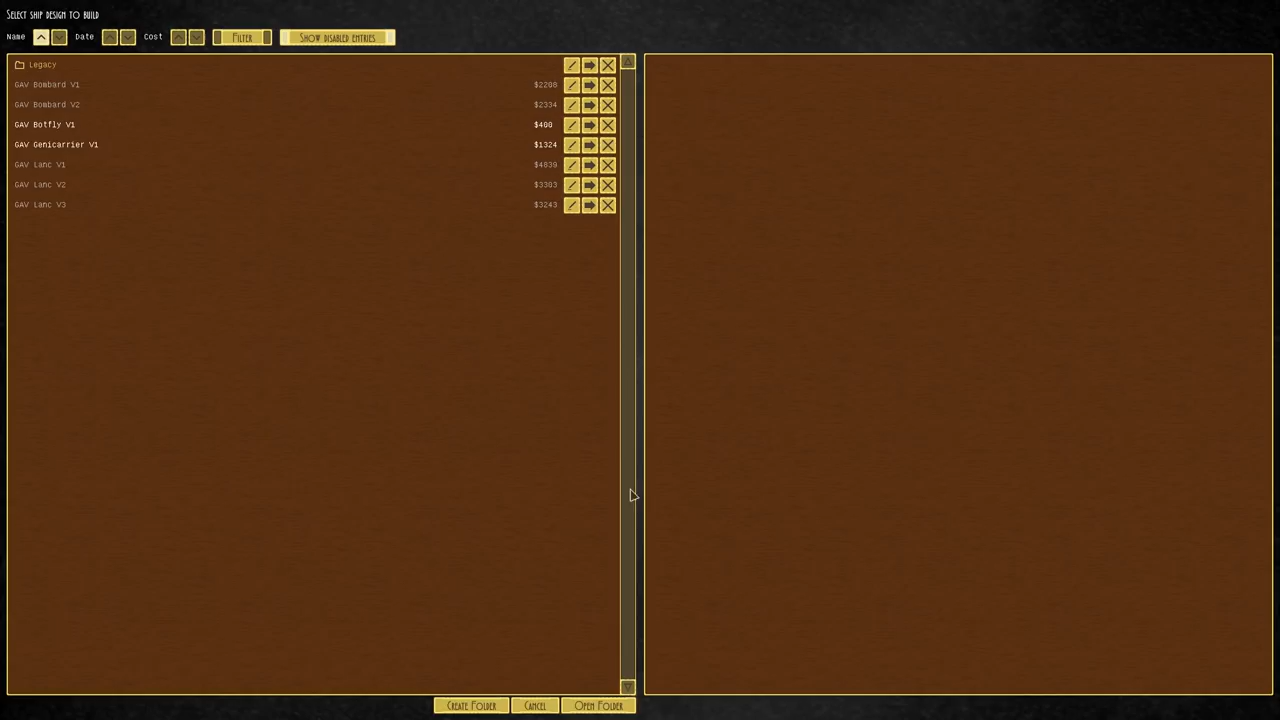 Select ship design to build
Name Date Cost Filter Show disabled entries
Legacy
GAV Bombard V1 $2208
GAV Bombard V2 $2334
GAV Botfly V1 $400
GAV Genicarrier V1 $1324
GAV Lanc V1 $4839
GAV Lanc V2 $3303
GAV Lanc V3 $3243
Create Folder Cancel Open Folder